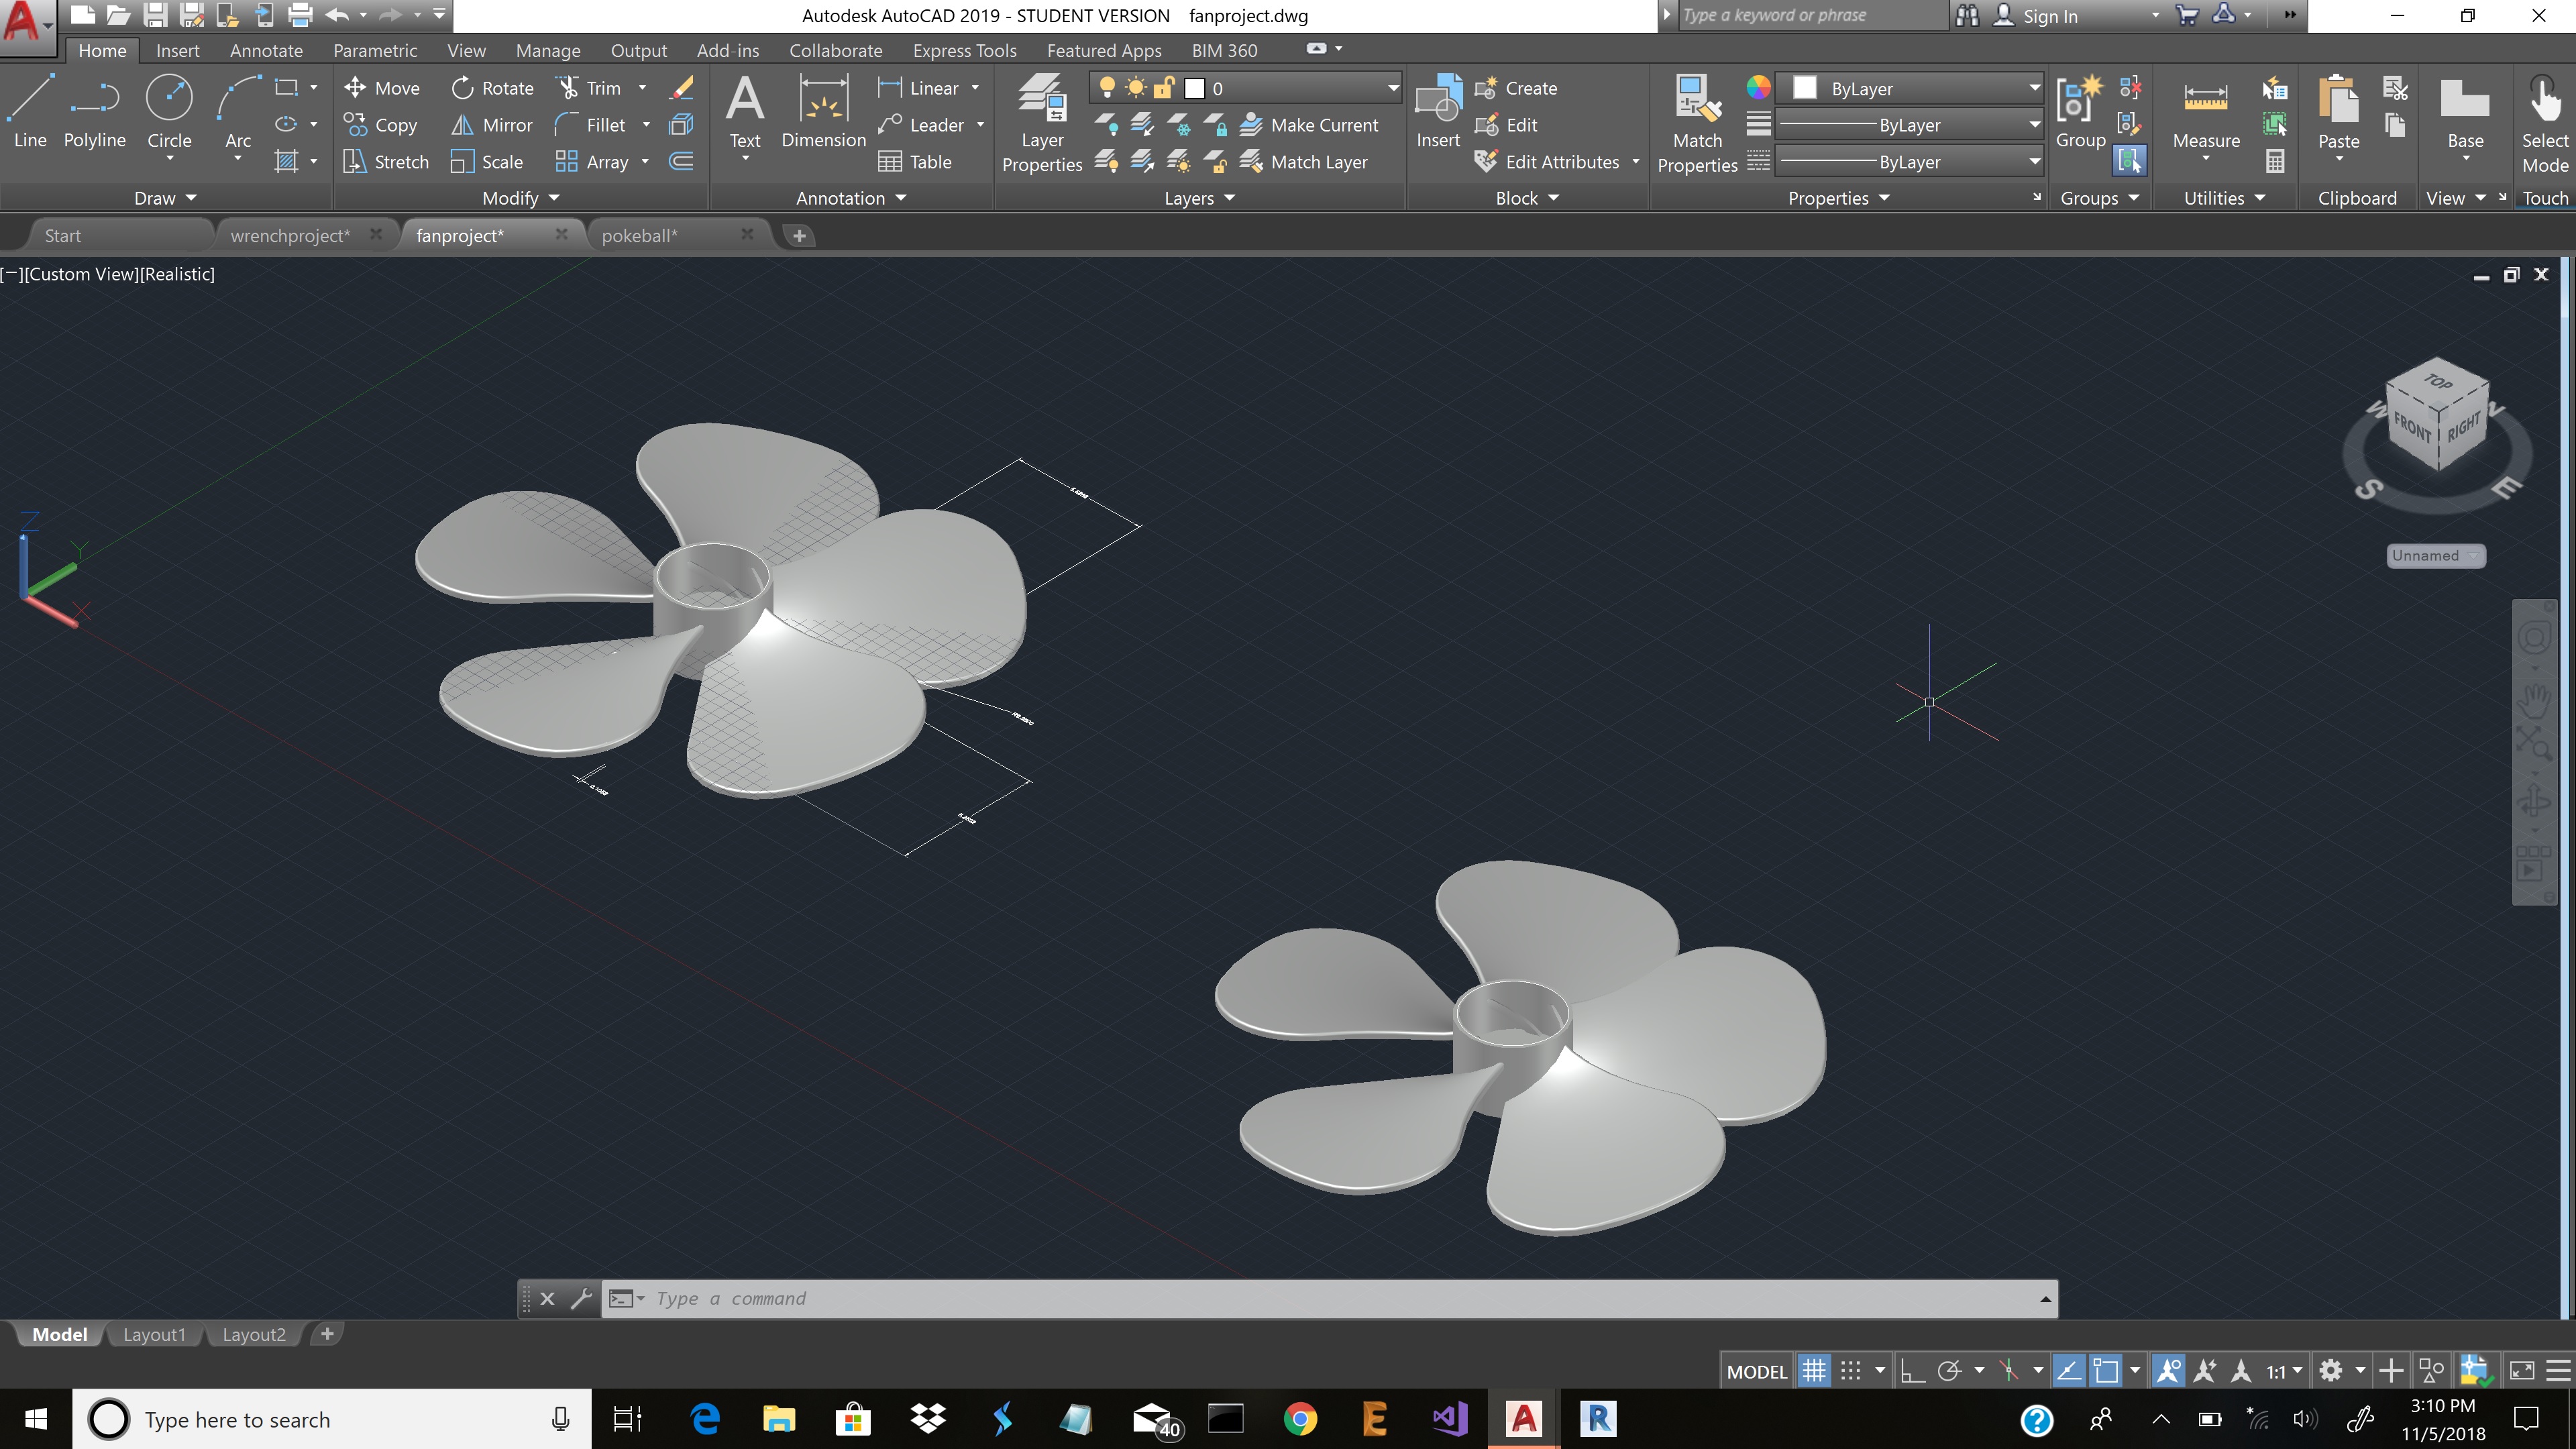 Autodesk AutoCAD 2019 - STUDENT VERSION fanproject.dwg
Type a keyword or phrase
Sign In
Home Insert Annotate Parametric View Manage Output Add-ins Collaborate Express Tools Featured Apps BIM 360
Line Polyline Circle Arc
Move Rotate Trim
Copy Mirror Fillet
Stretch Scale Array
Text Dimension
Linear
Leader
Table
Layer Properties
0
Make Current
Match Layer
Insert
Create
Edit
Edit Attributes
Match Properties
ByLayer
ByLayer
ByLayer
Group
Measure
Paste
Base
Select Mode
Draw Modify Annotation Layers Block Properties Groups Utilities Clipboard View Touch
Start wrenchproject* fanproject* pokeball*
[−][Custom View][Realistic]
TOP
FRONT RIGHT
W N
S E
Unnamed
Z
Y
X
Type a command
Model Layout1 Layout2
MODEL 1:1
Type here to search
40
3:10 PM
11/5/2018